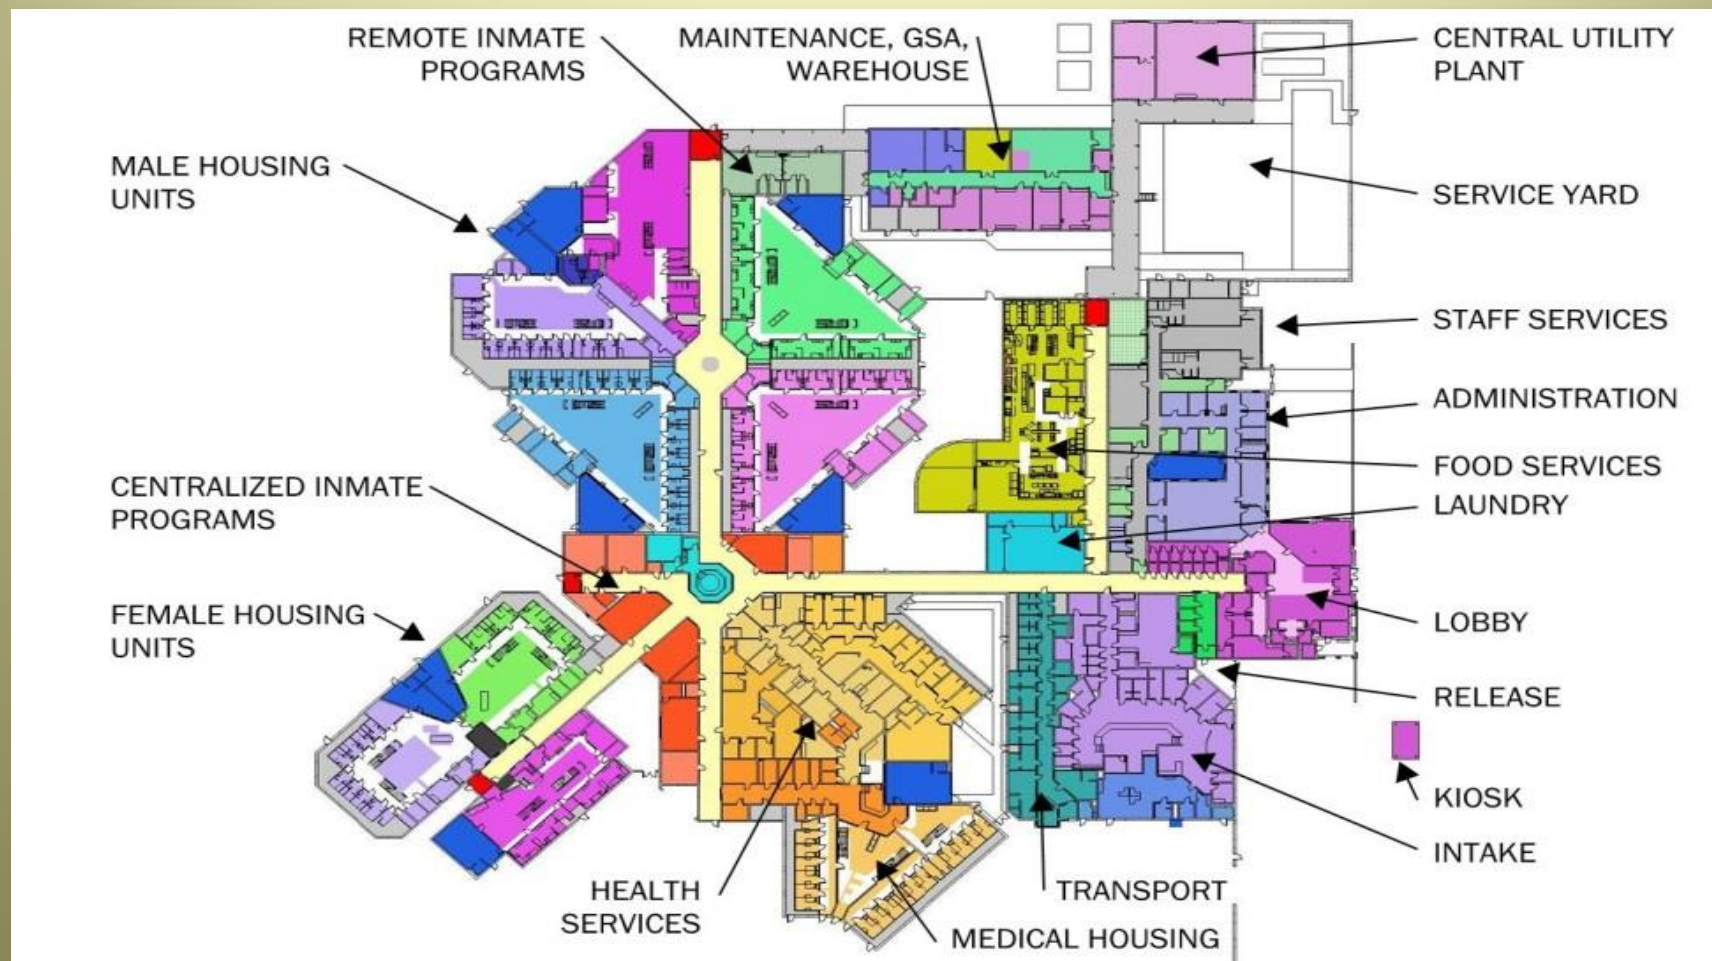 REMOTE INMATE
PROGRAMS
MAINTENANCE, GSA,
WAREHOUSE
CENTRAL UTILITY
PLANT
MALE HOUSING
UNITS
SERVICE YARD
STAFF SERVICES
ADMINISTRATION
FOOD SERVICES
CENTRALIZED INMATE
PROGRAMS
LAUNDRY
FEMALE HOUSING
UNITS
LOBBY
RELEASE
KIOSK
INTAKE
HEALTH
SERVICES
TRANSPORT
MEDICAL HOUSING